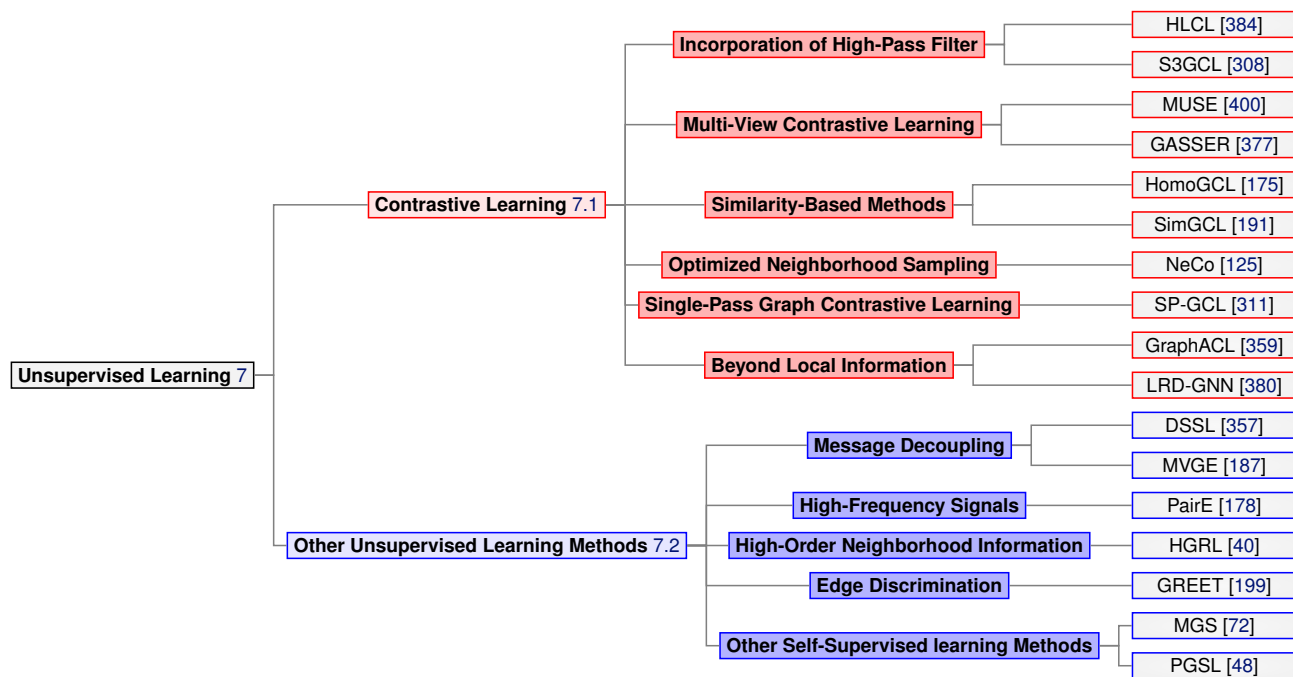 Unsupervised Learning 7
Contrastive Learning 7.1
Incorporation of High-Pass Filter
HLCL [384]
S3GCL [308]
Multi-View Contrastive Learning
MUSE [400]
GASSER [377]
Similarity-Based Methods
HomoGCL [175]
SimGCL [191]
Optimized Neighborhood Sampling
NeCo [125]
Single-Pass Graph Contrastive Learning
SP-GCL [311]
Beyond Local Information
GraphACL [359]
LRD-GNN [380]
Other Unsupervised Learning Methods 7.2
Message Decoupling
DSSL [357]
MVGE [187]
High-Frequency Signals
PairE [178]
High-Order Neighborhood Information
HGRL [40]
Edge Discrimination
GREET [199]
Other Self-Supervised learning Methods
MGS [72]
PGSL [48]